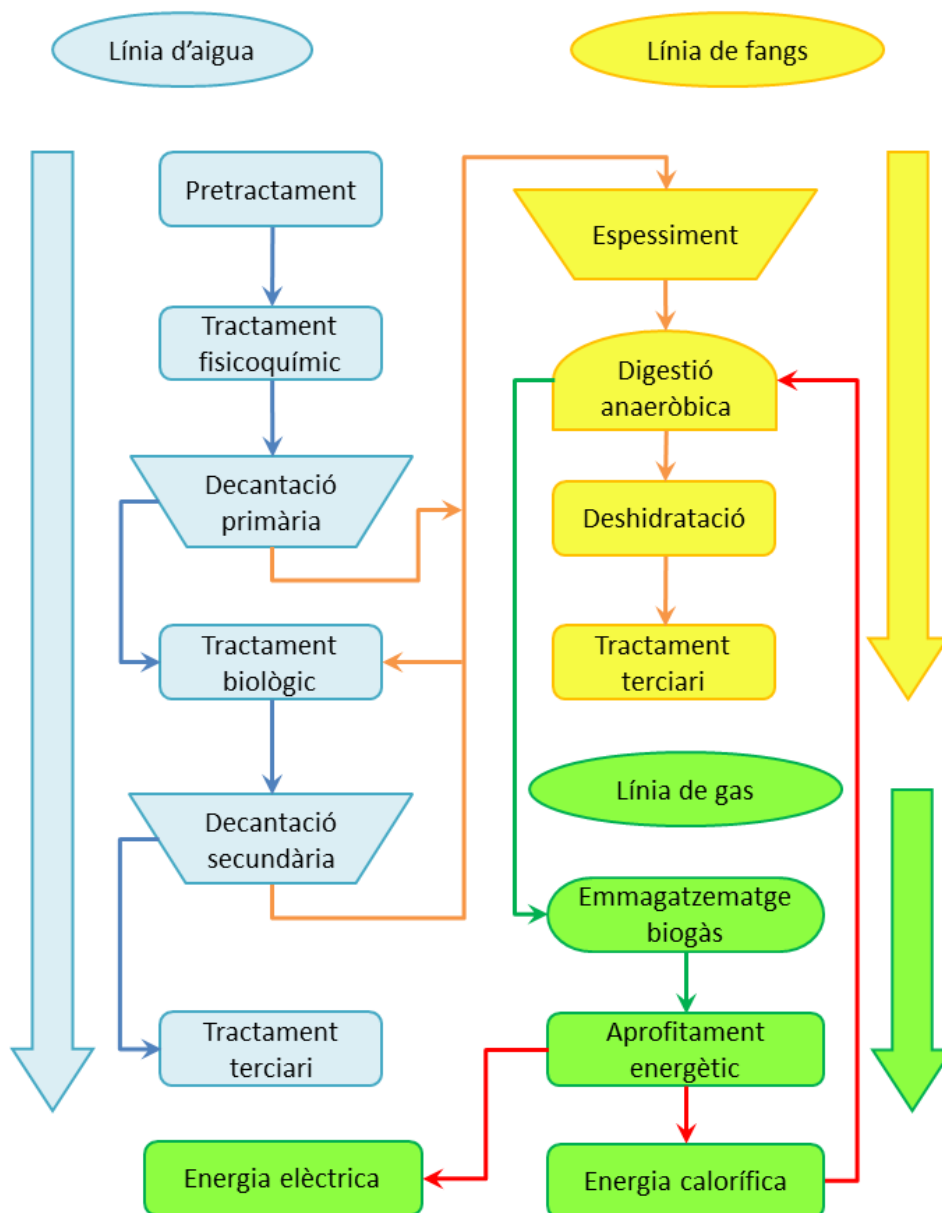 Línia d’aigua
Línia de fangs
Pretractament
Tractament
fisicoquímic
Decantació
primària
Tractament
biològic
Decantació
secundària
Tractament
terciari
Espessiment
Digestió
anaeròbica
Deshidratació
Tractament
terciari
Línia de gas
Emmagatzematge
biogàs
Aprofitament
energètic
Energia elèctrica
Energia calorífica